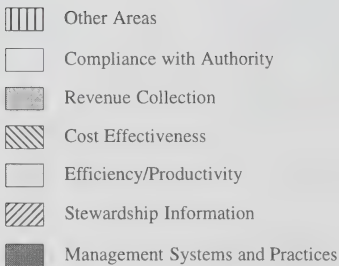 Other Areas
Compliance with Authority
Revenue Collection
Cost Effectiveness
Efficiency/Productivity
Stewardship Information
Management Systems and Practices